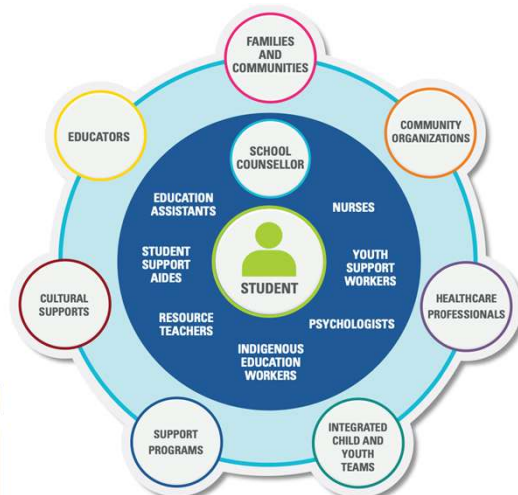 FAMILIES
AND
COMMUNITIES
EDUCATORS
COMMUNITY
ORGANIZATIONS
SCHOOL
COUNSELLOR
EDUCATION
ASSISTANTS
NURSES
STUDENT
SUPPORT
AIDES
YOUTH
SUPPORT
WORKERS
STUDENT
CULTURAL
SUPPORTS
HEALTHCARE
PROFESSIONALS
RESOURCE
TEACHERS
PSYCHOLOGISTS
INDIGENOUS
EDUCATION
WORKERS
SUPPORT
PROGRAMS
INTEGRATED
CHILD AND
YOUTH
TEAMS